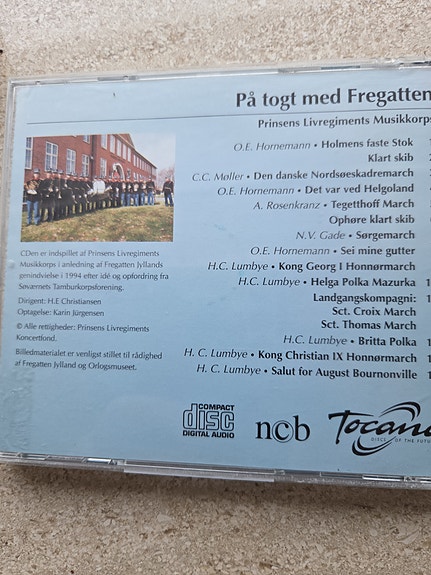 På togt med Fregatten
Prinsens Livregiments Musikkorps
O.E. Hornemann • Holmens faste Stok
Klart skib
C.C. Møller • Den danske Nordsøeskadremarch
O.E. Hornemann • Det var ved Helgoland
A. Rosenkranz • Tegetthoff March
Ophøre klart skib
N.V. Gade • Sørgemarch
O.E. Hornemann • Sei mine gutter
H.C. Lumbye • Kong Georg I Honnørmarch
H.C. Lumbye • Helga Polka Mazurka
Landgangskompagni:
Sct. Croix March
Sct. Thomas March
H.C. Lumbye • Britta Polka
H. C. Lumbye • Kong Christian IX Honnørmarch
H. C. Lumbye • Salut for August Bournonville
CDen er indspillet af Prinsens Livregiments
Musikkorps i anledning af Fregatten Jyllands
genindvielse i 1994 efter idé og opfordring fra
Søværnets Tamburkorpsforening.
Dirigent: H.E Christiansen
Optagelse: Karin Jürgensen
© Alle rettigheder: Prinsens Livregiments
Koncertfond.
Billedmaterialet er venligst stillet til rådighed
af Fregatten Jylland og Orlogsmuseet.
COMPACT
disc
DIGITAL AUDIO
ncb
Tocano
DISCS OF THE FUTU